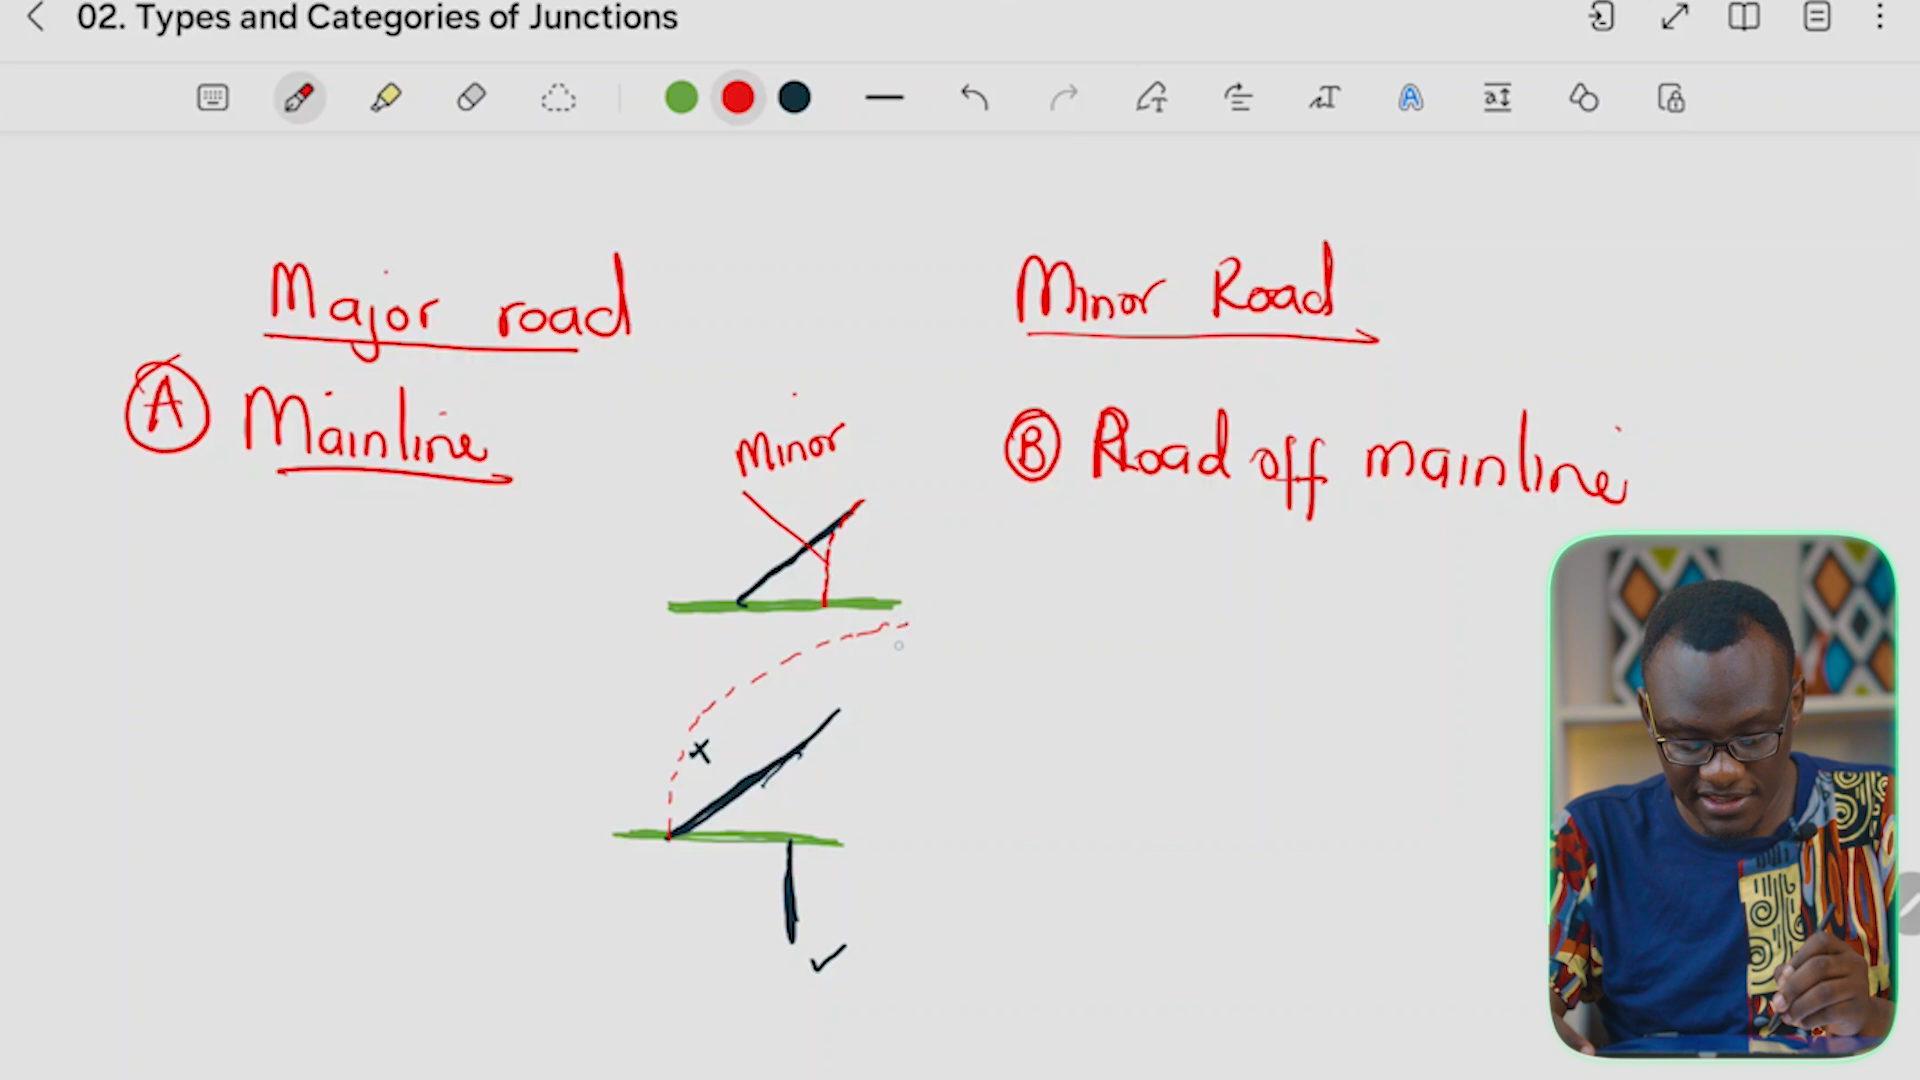 02. Types and Categories of Junctions
Major road
Minor Road
A Mainline
B Road off mainline
Minor